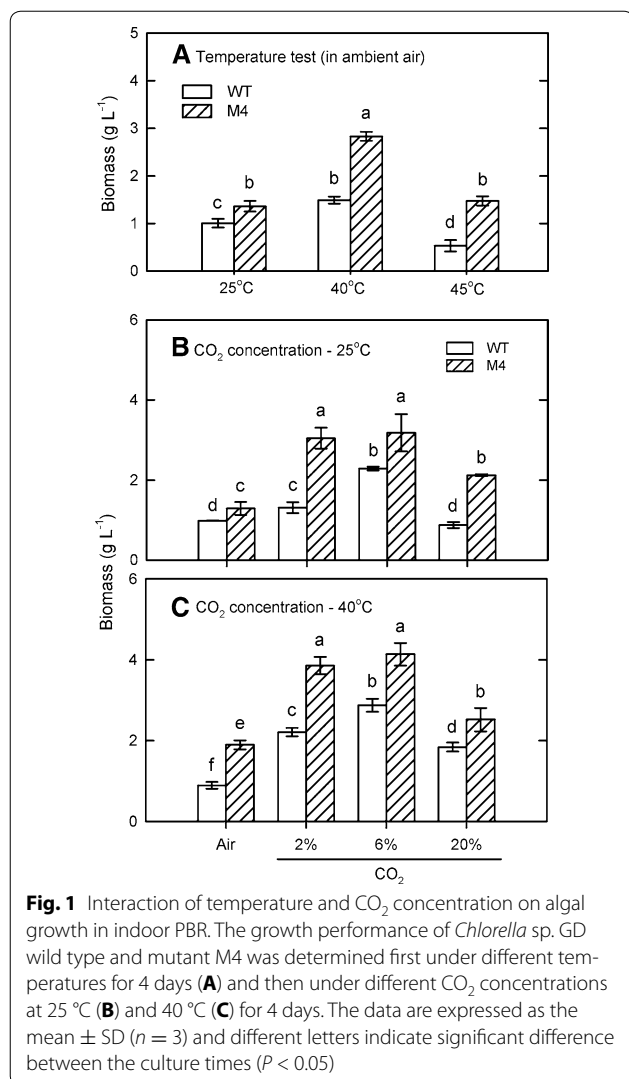 A Temperature test (in ambient air)
WT
M4
Biomass (g L⁻¹)
5
4
3
2
1
0
c b b a d b
25°C 40°C 45°C
B CO₂ concentration - 25°C
WT
M4
Biomass (g L⁻¹)
6
4
2
0
d c c a b a d b
C CO₂ concentration - 40°C
6
4
2
0
f e c a b a d b
Air 2% 6% 20%
CO₂
Fig. 1 Interaction of temperature and CO₂ concentration on algal
growth in indoor PBR. The growth performance of Chlorella sp. GD
wild type and mutant M4 was determined first under different tem-
peratures for 4 days (A) and then under different CO₂ concentrations
at 25 °C (B) and 40 °C (C) for 4 days. The data are expressed as the
mean ± SD (n = 3) and different letters indicate significant difference
between the culture times (P < 0.05)